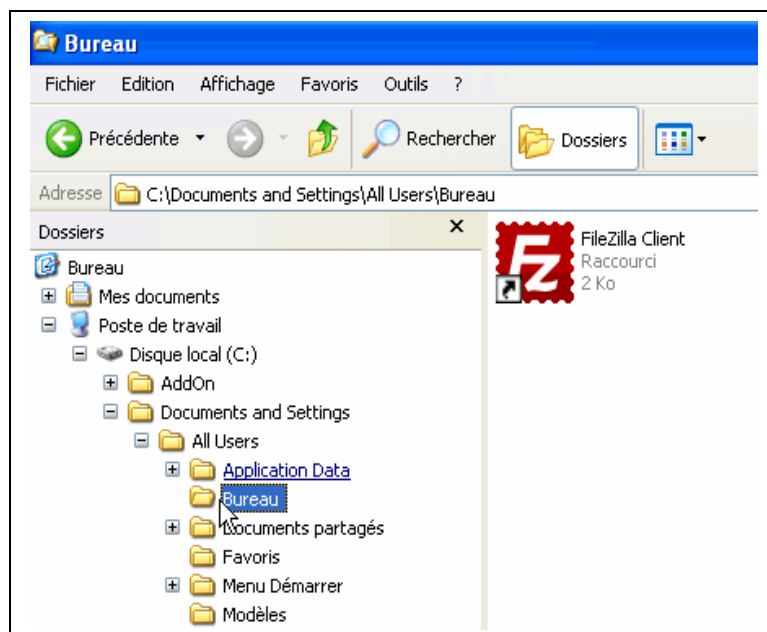 Bureau
Fichier Edition Affichage Favoris Outils ?
Précédente Rechercher Dossiers
Adresse C:\Documents and Settings\All Users\Bureau
Dossiers
Bureau
Mes documents
Poste de travail
Disque local (C:)
AddOn
Documents and Settings
All Users
Application Data
Bureau
Documents partagés
Favoris
Menu Démarrer
Modèles
FZ
FileZilla Client
Raccourci
2 Ko